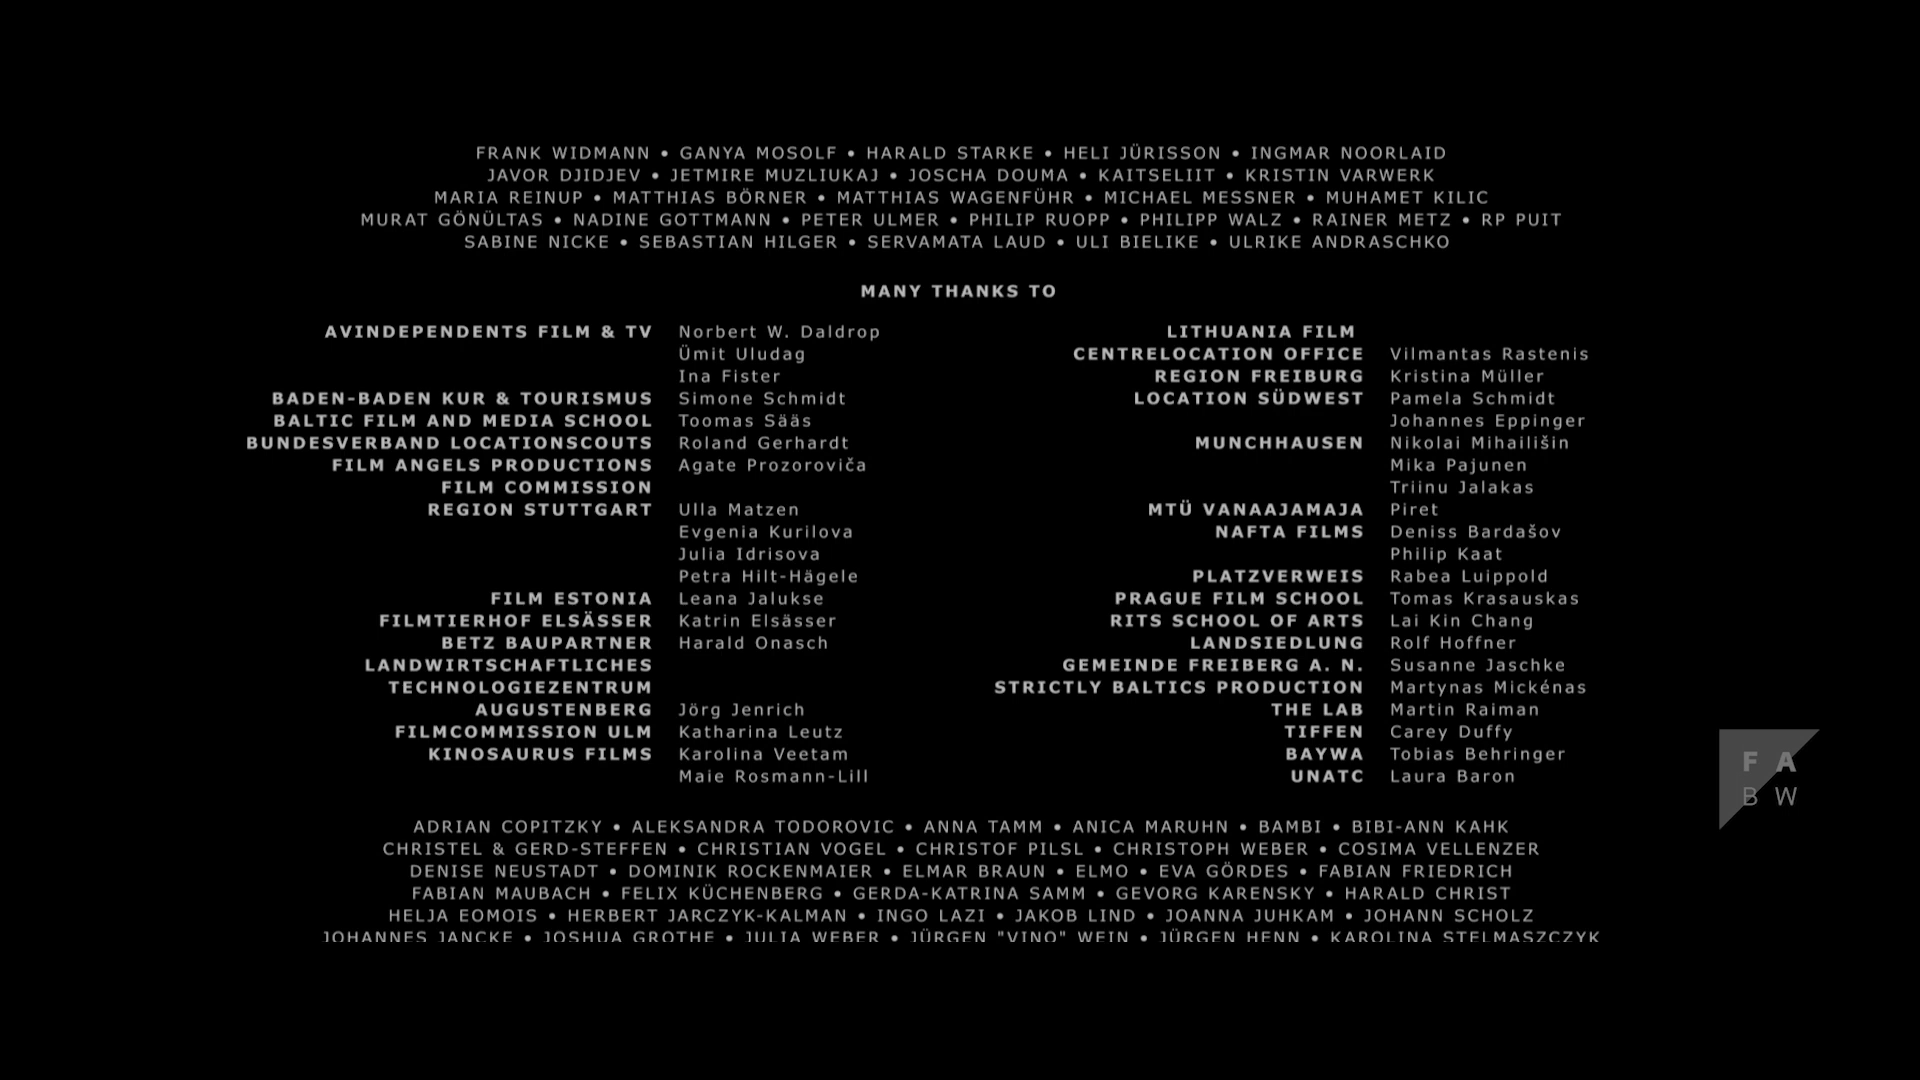 FRANK WIDMANN • GANYA MOSOLF • HARALD STARKE • HELI JÜRISSON • INGMAR NOORLAID
JAVOR DJIDJEV • JETMIRE MUZLIUKAJ • JOSCHA DOUMA • KAITSELIIT • KRISTIN VARWERK
MARIA REINUP • MATTHIAS BÖRNER • MATTHIAS WAGENFÜHR • MICHAEL MESSNER • MUHAMET KILIC
MURAT GÖNÜLTAS • NADINE GOTTMANN • PETER ULMER • PHILIP RUOPP • PHILIPP WALZ • RAINER METZ • RP PUIT
SABINE NICKE • SEBASTIAN HILGER • SERVAMATA LAUD • ULI BIELIKE • ULRIKE ANDRASCHKO
MANY THANKS TO
AVINDEPENDENTS FILM & TV Norbert W. Daldrop
Ümit Uludag
Ina Fister
BADEN-BADEN KUR & TOURISMUS Simone Schmidt
BALTIC FILM AND MEDIA SCHOOL Toomas Sääs
BUNDESVERBAND LOCATIONSCOUTS Roland Gerhardt
FILM ANGELS PRODUCTIONS Agate Prozoroviča
FILM COMMISSION
REGION STUTTGART Ulla Matzen
Evgenia Kurilova
Julia Idrisova
Petra Hilt-Hägele
FILM ESTONIA Leana Jalukse
FILMTIERHOF ELSÄSSER Katrin Elsässer
BETZ BAUPARTNER Harald Onasch
LANDWIRTSCHAFTLICHES
TECHNOLOGIEZENTRUM
AUGUSTENBERG Jörg Jenrich
FILMCOMMISSION ULM Katharina Leutz
KINOSAURUS FILMS Karolina Veetam
Maie Rosmann-Lill
LITHUANIA FILM
CENTRELOCATION OFFICE Vilmantas Rastenis
REGION FREIBURG Kristina Müller
LOCATION SÜDWEST Pamela Schmidt
Johannes Eppinger
MUNCHHAUSEN Nikolai Mihailišin
Mika Pajunen
Triinu Jalakas
MTÜ VANAAJAMAJA Piret
NAFTA FILMS Deniss Bardašov
Philip Kaat
PLATZVERWEIS Rabea Luippold
PRAGUE FILM SCHOOL Tomas Krasauskas
RITS SCHOOL OF ARTS Lai Kin Chang
LANDSIEDLUNG Rolf Hoffner
GEMEINDE FREIBERG A. N. Susanne Jaschke
STRICTLY BALTICS PRODUCTION Martynas Mickénas
THE LAB Martin Raiman
TIFFEN Carey Duffy
BAYWA Tobias Behringer
UNATC Laura Baron
F A
B W
ADRIAN COPITZKY • ALEKSANDRA TODOROVIC • ANNA TAMM • ANICA MARUHN • BAMBI • BIBI-ANN KAHK
CHRISTEL & GERD-STEFFEN • CHRISTIAN VOGEL • CHRISTOF PILSL • CHRISTOPH WEBER • COSIMA VELLENZER
DENISE NEUSTADT • DOMINIK ROCKENMAIER • ELMAR BRAUN • ELMO • EVA GÖRDES • FABIAN FRIEDRICH
FABIAN MAUBACH • FELIX KÜCHENBERG • GERDA-KATRINA SAMM • GEVORG KARENSKY • HARALD CHRIST
HELJA EOMOIS • HERBERT JARCZYK-KALMAN • INGO LAZI • JAKOB LIND • JOANNA JUHKAM • JOHANN SCHOLZ
JOHANNES JANCKE • JOSHUA GROTHE • JULIA WEBER • JÜRGEN "VINO" WEIN • JÜRGEN HENN • KAROLINA STELMASZCZYK